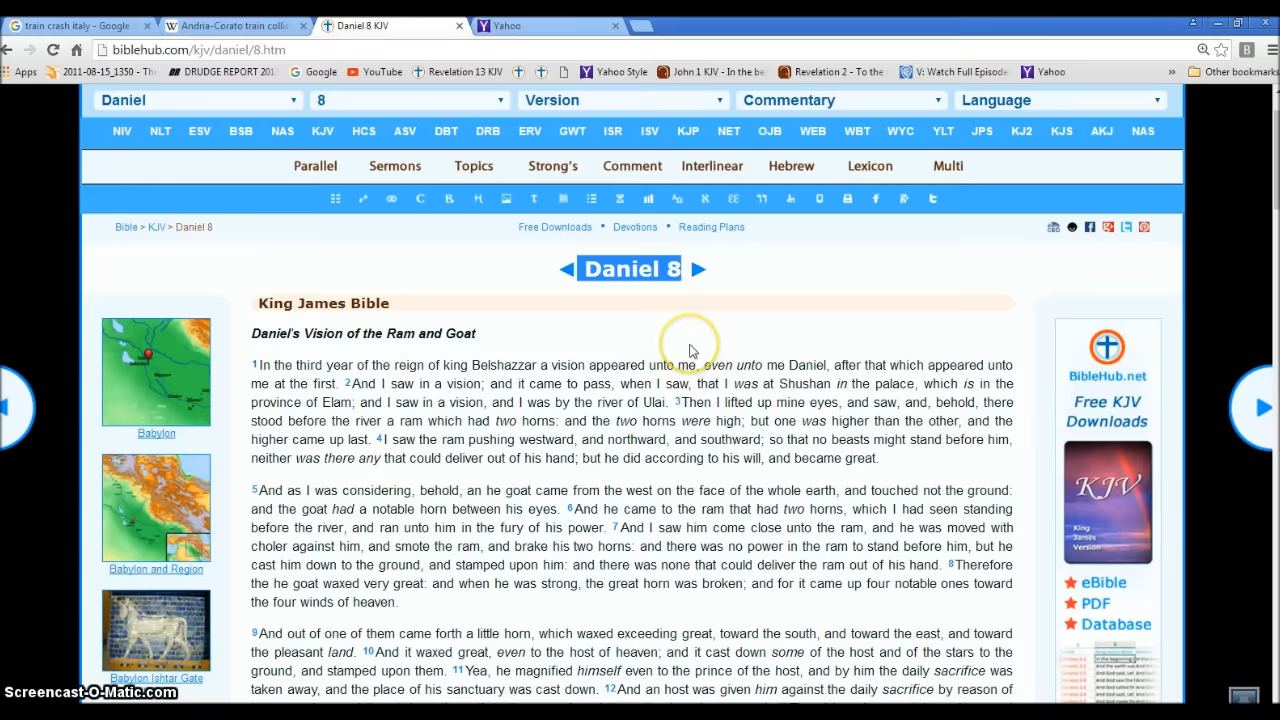 train crash italy - Google
Andria-Corato train collis
Daniel 8 KJV
Yahoo
biblehub.com/kjv/daniel/8.htm
Apps
2011-08-15_1350 - Th
DRUDGE REPORT 201
Google
YouTube
Revelation 13 KJV
Yahoo Style
John 1 KJV - In the be
Revelation 2 - To the
V: Watch Full Episode
Yahoo
»
Other bookmarks
Daniel
8
Version
Commentary
Language
NIV NLT ESV BSB NAS KJV HCS ASV DBT DRB ERV GWT ISR ISV KJP NET OJB WEB WBT WYC YLT JPS KJ2 KJS AKJ NAS
Parallel Sermons Topics Strong's Comment Interlinear Hebrew Lexicon Multi
Bible > KJV > Daniel 8
Free Downloads • Devotions • Reading Plans
◄ Daniel 8 ►
King James Bible
Daniel's Vision of the Ram and Goat
1In the third year of the reign of king Belshazzar a vision appeared unto me, even unto me Daniel, after that which appeared unto
me at the first. 2And I saw in a vision; and it came to pass, when I saw, that I was at Shushan in the palace, which is in the
province of Elam; and I saw in a vision, and I was by the river of Ulai. 3Then I lifted up mine eyes, and saw, and, behold, there
stood before the river a ram which had two horns: and the two horns were high; but one was higher than the other, and the
higher came up last. 4I saw the ram pushing westward, and northward, and southward; so that no beasts might stand before him,
neither was there any that could deliver out of his hand; but he did according to his will, and became great.
5And as I was considering, behold, an he goat came from the west on the face of the whole earth, and touched not the ground:
and the goat had a notable horn between his eyes. 6And he came to the ram that had two horns, which I had seen standing
before the river, and ran unto him in the fury of his power. 7And I saw him come close unto the ram, and he was moved with
choler against him, and smote the ram, and brake his two horns: and there was no power in the ram to stand before him, but he
cast him down to the ground, and stamped upon him: and there was none that could deliver the ram out of his hand. 8Therefore
the he goat waxed very great: and when he was strong, the great horn was broken; and for it came up four notable ones toward
the four winds of heaven.
9And out of one of them came forth a little horn, which waxed exceeding great, toward the south, and toward the east, and toward
the pleasant land. 10And it waxed great, even to the host of heaven; and it cast down some of the host and of the stars to the
ground, and stamped upon them. 11Yea, he magnified himself even to the prince of the host, and by him the daily sacrifice was
taken away, and the place of his sanctuary was cast down. 12And an host was given him against the daily sacrifice by reason of
Babylon
Babylon and Region
Babylon Ishtar Gate
BibleHub.net
Free KJV
Downloads
KJV
King
James
Version
eBible
PDF
Database
Screencast-O-Matic.com